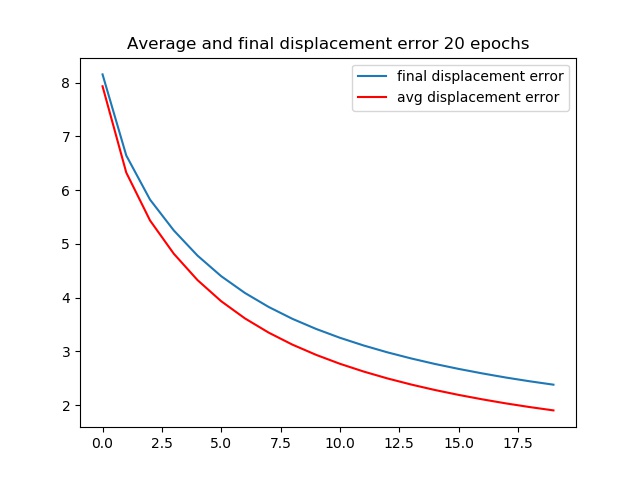 Average and final displacement error 20 epochs
final displacement error
avg displacement error
8
7
6
5
4
3
2
0.0 2.5 5.0 7.5 10.0 12.5 15.0 17.5